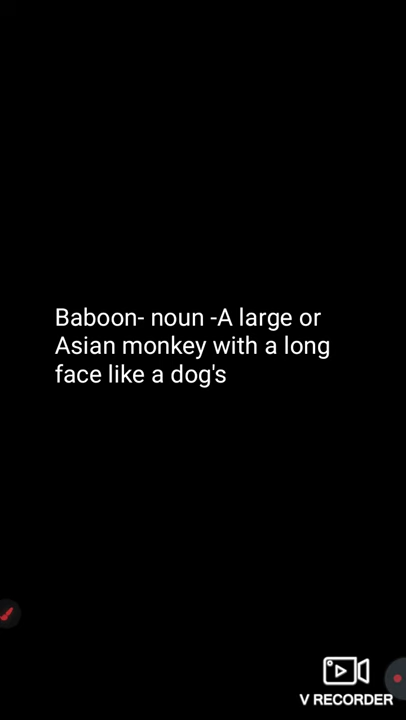 Baboon- noun -A large or
Asian monkey with a long
face like a dog's
V RECORDER